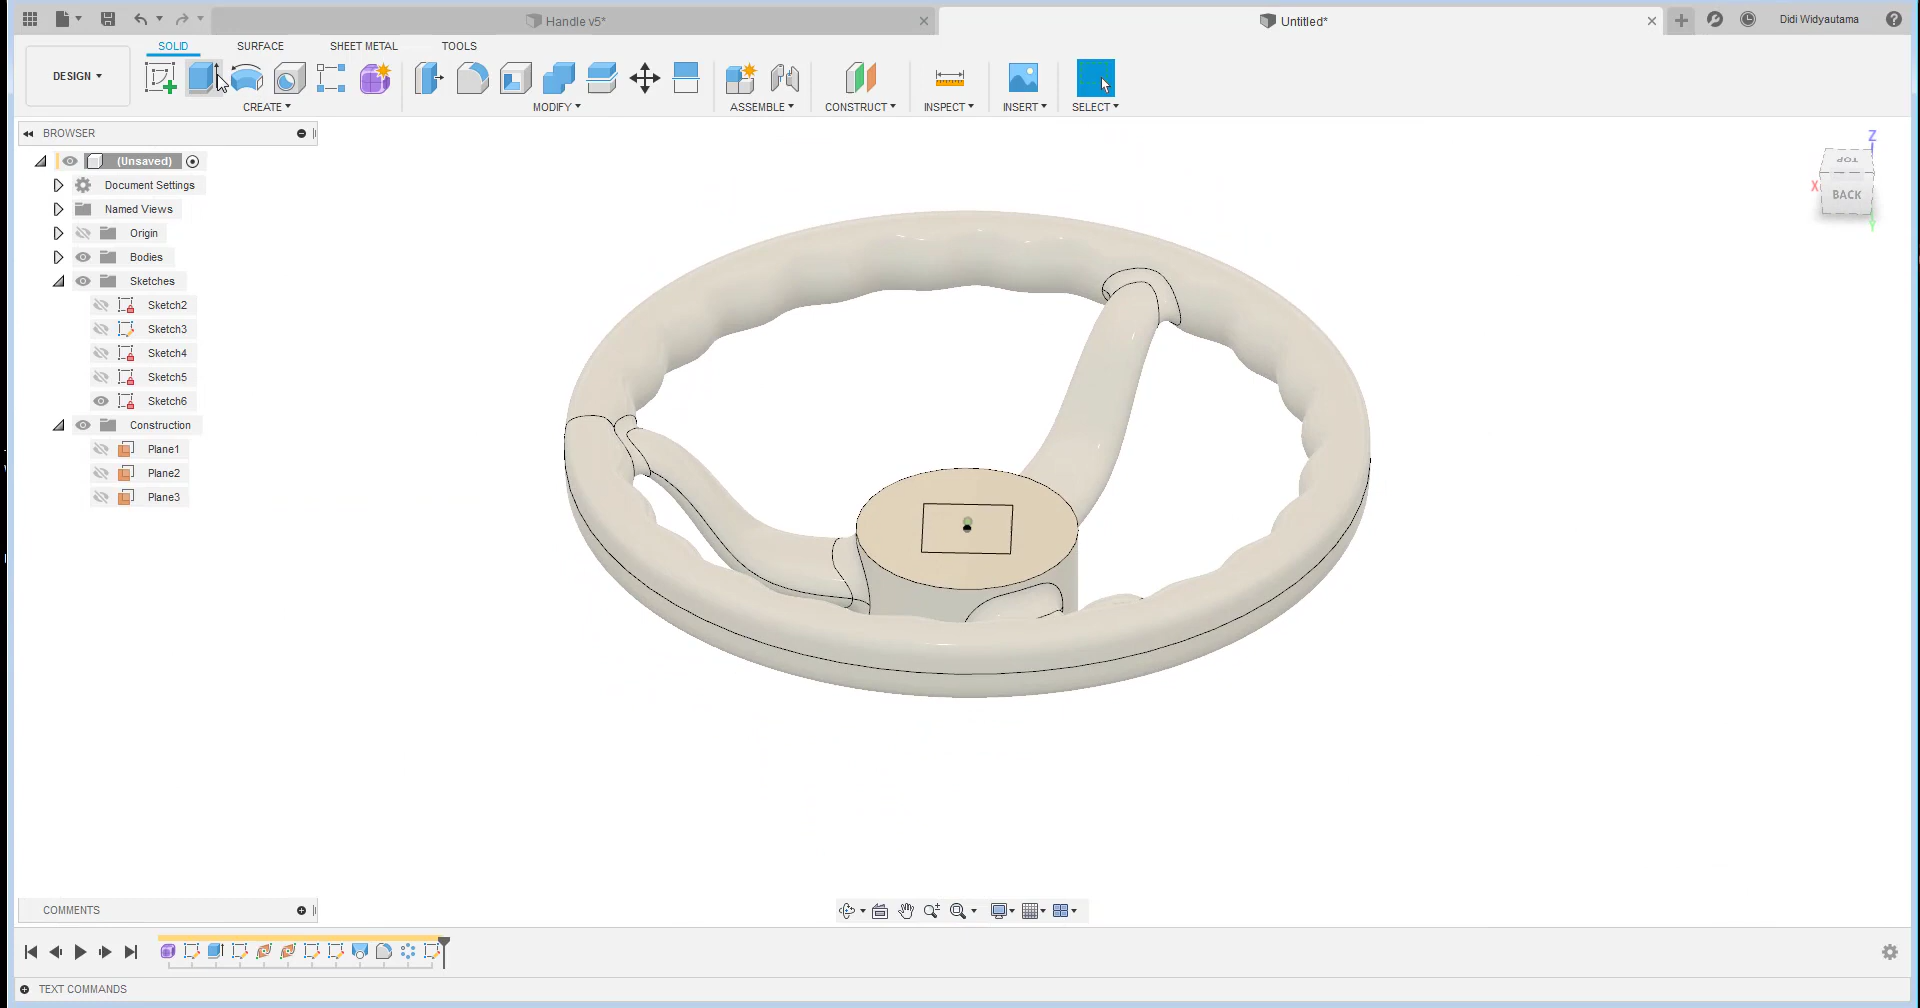 Handle v5*
Untitled*
Didi Widyautama
SOLID
SURFACE
SHEET METAL
TOOLS
DESIGN
CREATE
MODIFY
ASSEMBLE
CONSTRUCT
INSPECT
INSERT
SELECT
BROWSER
(Unsaved)
Document Settings
Named Views
Origin
Bodies
Sketches
Sketch2
Sketch3
Sketch4
Sketch5
Sketch6
Construction
Plane1
Plane2
Plane3
Z
TOP
X
BACK
COMMENTS
TEXT COMMANDS